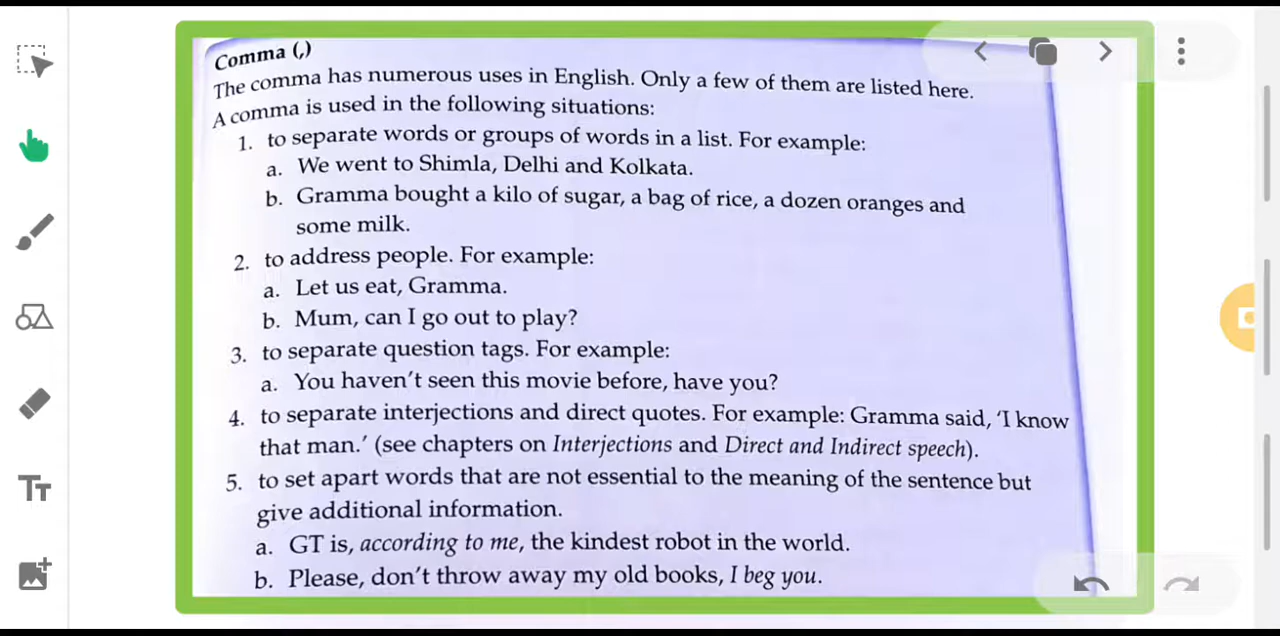 Comma (,)
The comma has numerous uses in English. Only a few of them are listed here.
A comma is used in the following situations:
1. to separate words or groups of words in a list. For example:
a. We went to Shimla, Delhi and Kolkata.
b. Gramma bought a kilo of sugar, a bag of rice, a dozen oranges and
some milk.
2. to address people. For example:
a. Let us eat, Gramma.
b. Mum, can I go out to play?
3. to separate question tags. For example:
a. You haven't seen this movie before, have you?
4. to separate interjections and direct quotes. For example: Gramma said, 'I know
that man.' (see chapters on Interjections and Direct and Indirect speech).
5. to set apart words that are not essential to the meaning of the sentence but
give additional information.
a. GT is, according to me, the kindest robot in the world.
b. Please, don't throw away my old books, I beg you.
TT